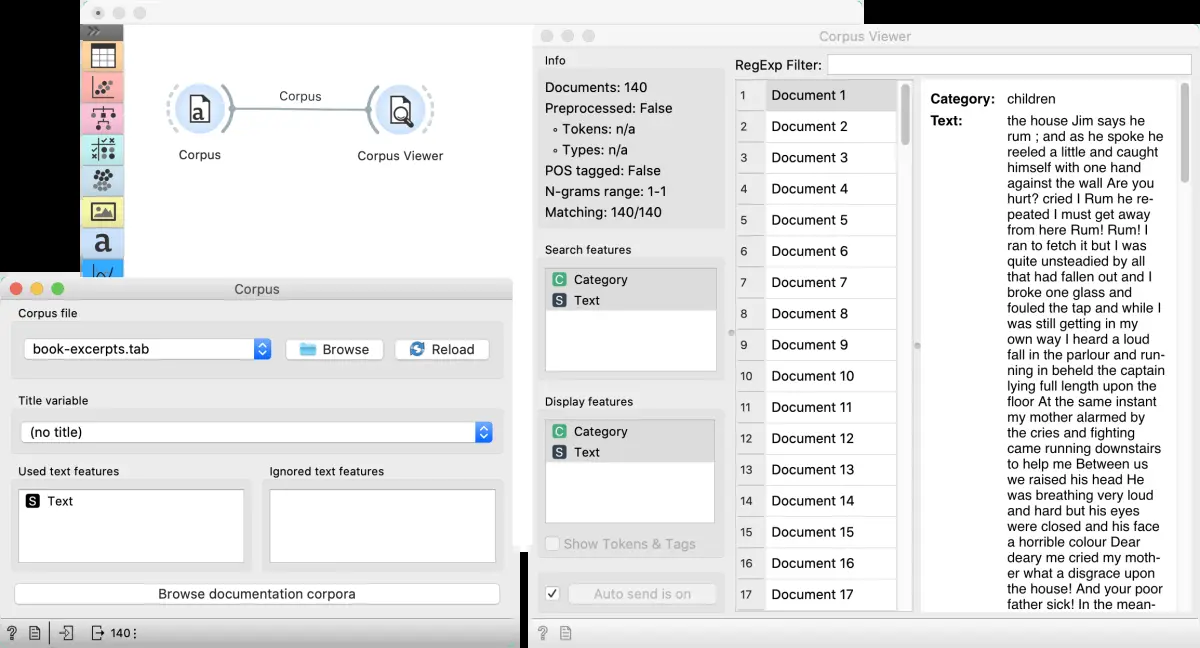 Corpus
Corpus
Corpus Viewer
a
Corpus
Corpus file
book-excerpts.tab
Browse
Reload
Title variable
(no title)
Used text features
Ignored text features
S Text
Browse documentation corpora
? 140
Corpus Viewer
Info
Documents: 140
Preprocessed: False
◦ Tokens: n/a
◦ Types: n/a
POS tagged: False
N-grams range: 1-1
Matching: 140/140
Search features
C Category
S Text
Display features
C Category
S Text
Show Tokens & Tags
Auto send is on
?
RegExp Filter:
1 Document 1
2 Document 2
3 Document 3
4 Document 4
5 Document 5
6 Document 6
7 Document 7
8 Document 8
9 Document 9
10 Document 10
11 Document 11
12 Document 12
13 Document 13
14 Document 14
15 Document 15
16 Document 16
17 Document 17
Category: children
Text: the house Jim says he
rum ; and as he spoke he
reeled a little and caught
himself with one hand
against the wall Are you
hurt? cried I Rum he re-
peated I must get away
from here Rum! Rum! I
ran to fetch it but I was
quite unsteadied by all
that had fallen out and I
broke one glass and
fouled the tap and while I
was still getting in my
own way I heard a loud
fall in the parlour and run-
ning in beheld the captain
lying full length upon the
floor At the same instant
my mother alarmed by
the cries and fighting
came running downstairs
to help me Between us
we raised his head He
was breathing very loud
and hard but his eyes
were closed and his face
a horrible colour Dear
deary me cried my moth-
er what a disgrace upon
the house! And your poor
father sick! In the mean-